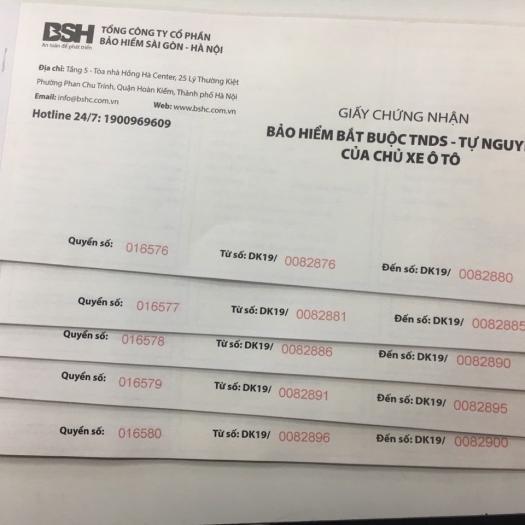 BSH
An toàn để phát triển
TỔNG CÔNG TY CỔ PHẦN
BẢO HIỂM SÀI GÒN - HÀ NỘI
Địa chỉ: Tầng 5 - Tòa nhà Hồng Hà Center, 25 Lý Thường Kiệt
Phường Phan Chu Trinh, Quận Hoàn Kiếm, Thành phố Hà Nội
Email: info@bshc.com.vn Web: www.bshc.com.vn
Hotline 24/7: 1900969609
GIẤY CHỨNG NHẬN
BẢO HIỂM BẮT BUỘC TNDS - TỰ NGUY
CỦA CHỦ XE Ô TÔ
Quyển số: 016576 Từ số: DK19/ 0082876 Đến số: DK19/ 0082880
Quyển số: 016577 Từ số: DK19/ 0082881 Đến số: DK19/ 0082885
Quyển số: 016578 Từ số: DK19/ 0082886 Đến số: DK19/ 0082890
Quyển số: 016579 Từ số: DK19/ 0082891 Đến số: DK19/ 0082895
Quyển số: 016580 Từ số: DK19/ 0082896 Đến số: DK19/ 0082900